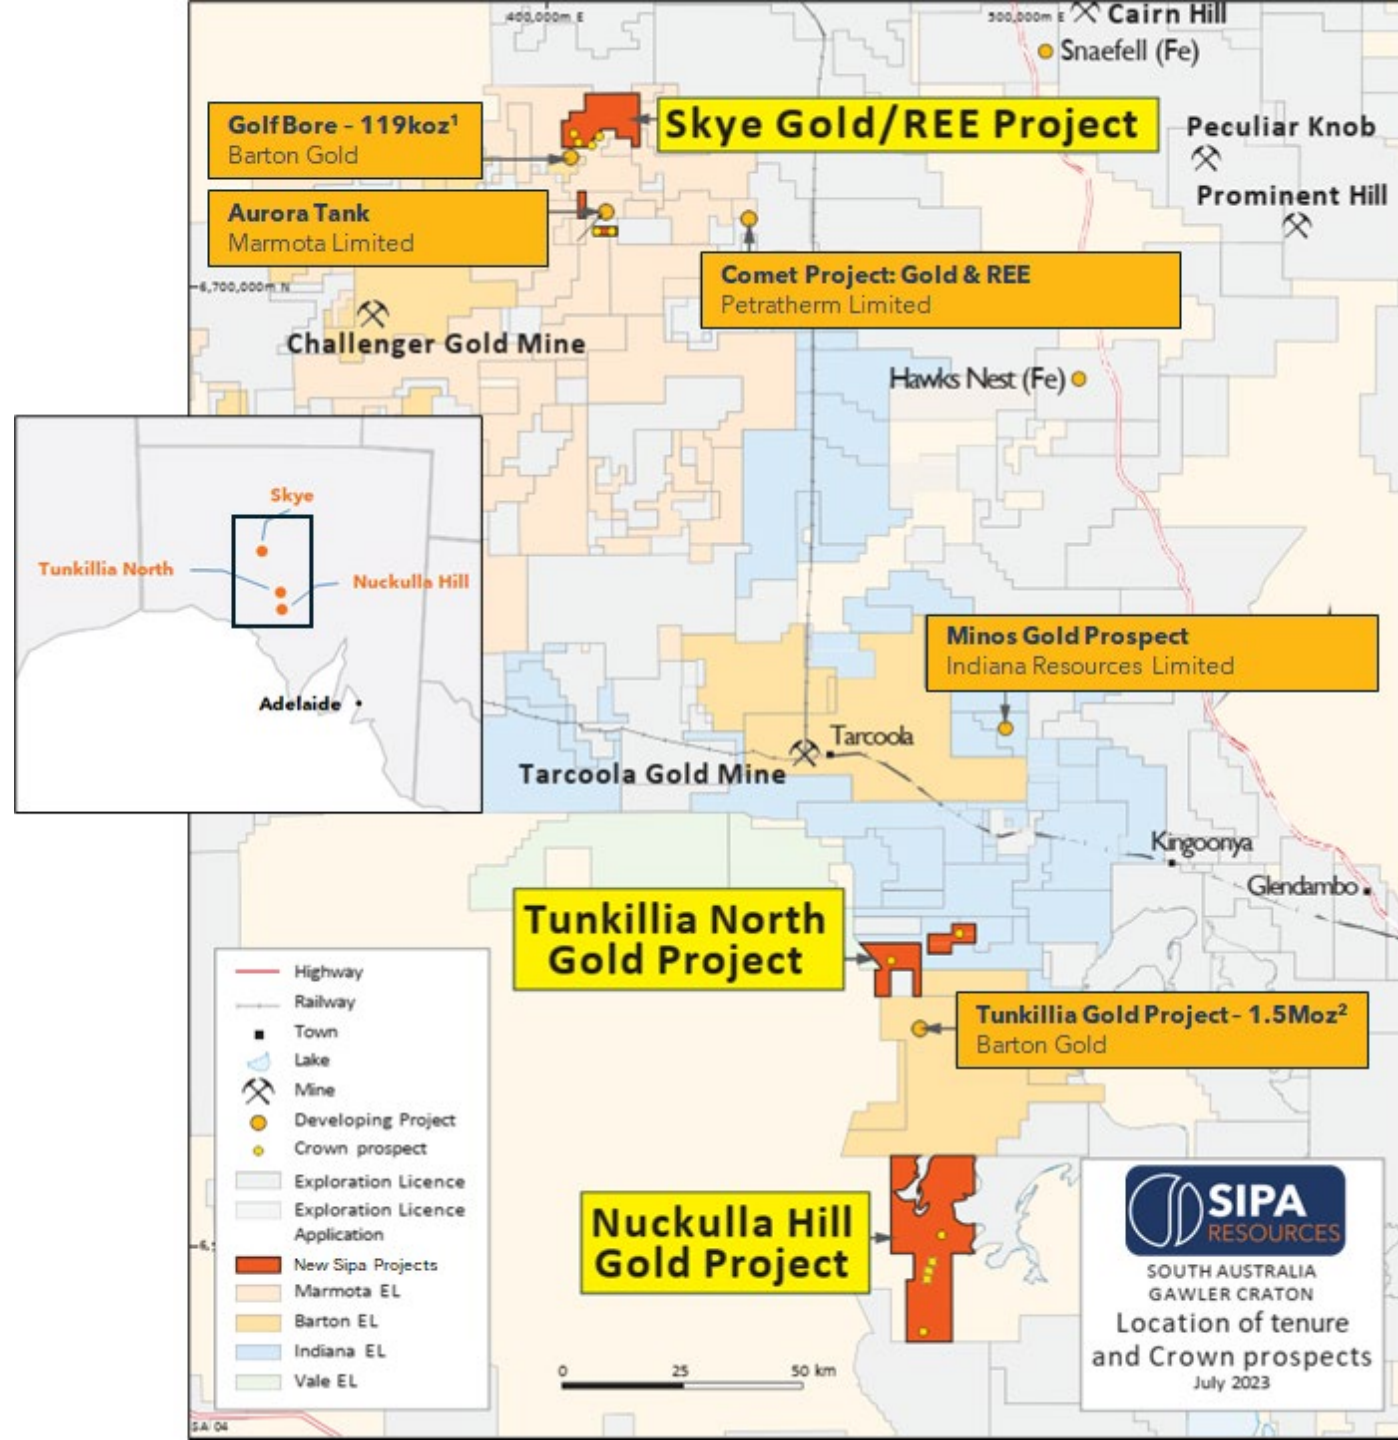 400,000m E
500,000m E
Cairn Hill
Snaefell (Fe)
Skye Gold/REE Project
Golf Bore – 119koz¹
Barton Gold
Peculiar Knob
Aurora Tank
Marmota Limited
Prominent Hill
Comet Project: Gold & REE
Petratherm Limited
6,700,000m N
Challenger Gold Mine
Hawks Nest (Fe)
Skye
Tunkillia North
Nuckulla Hill
Adelaide
Minos Gold Prospect
Indiana Resources Limited
Tarcoola
Tarcoola Gold Mine
Kingoonya
Glendambo
Tunkillia North
Gold Project
Tunkillia Gold Project – 1.5Moz²
Barton Gold
Nuckulla Hill
Gold Project
Highway
Railway
Town
Lake
Mine
Developing Project
Crown prospect
Exploration Licence
Exploration Licence
Application
New Sipa Projects
Marmota EL
Barton EL
Indiana EL
Vale EL
0 25 50 km
SIPA
RESOURCES
SOUTH AUSTRALIA
GAWLER CRATON
Location of tenure
and Crown prospects
July 2023
SA 04